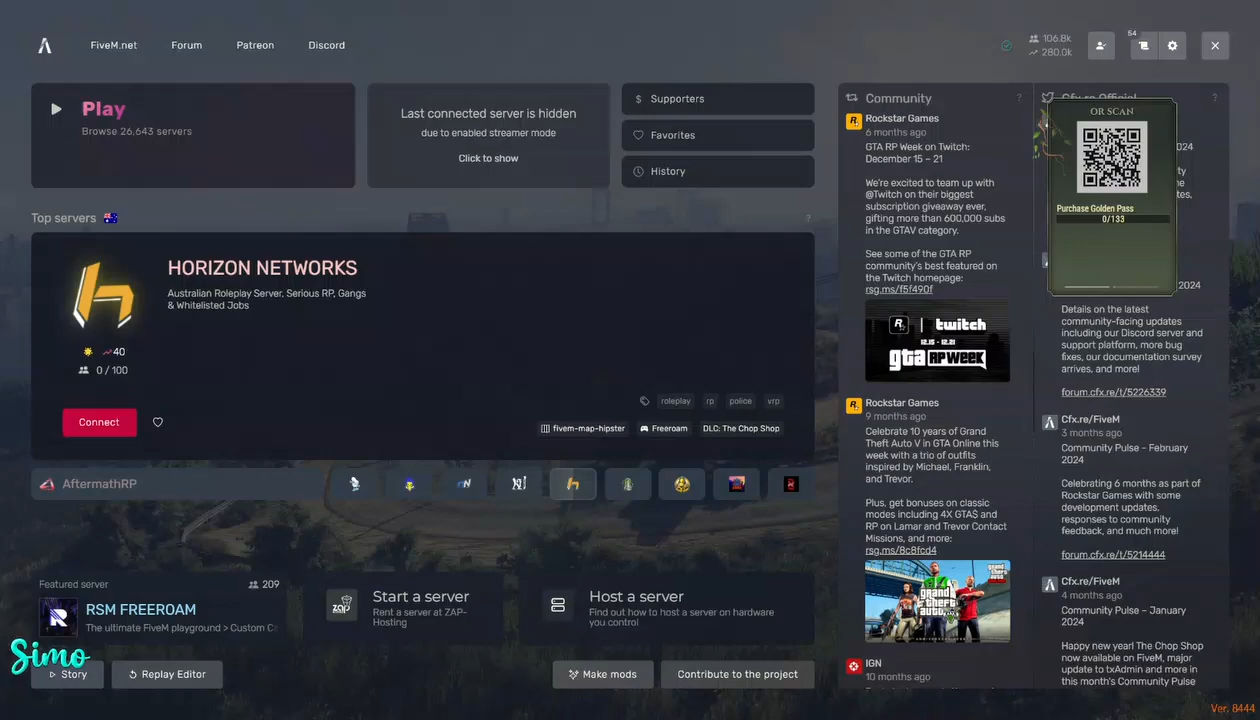 FiveM.net
Forum
Patreon
Discord
106.8k
280.0k
54
Play
Browse 26,643 servers
Last connected server is hidden
due to enabled streamer mode
Click to show
Supporters
Favorites
History
Top servers
?
HORIZON NETWORKS
Australian Roleplay Server, Serious RP, Gangs
& Whitelisted Jobs
40
0 / 100
Connect
roleplay
rp
police
vrp
fivem-map-hipster
Freeroam
DLC: The Chop Shop
AftermathRP
Featured server
209
RSM FREEROAM
The ultimate FiveM playground > Custom
zap
Start a server
Rent a server at ZAP-
Hosting
Host a server
Find out how to host a server on hardware
you control
Simo
Story
Replay Editor
Make mods
Contribute to the project
Community
?
Rockstar Games
6 months ago
GTA RP Week on Twitch:
December 15 – 21
We're excited to team up with
@Twitch on their biggest
subscription giveaway ever,
gifting more than 600,000 subs
in the GTAV category.
See some of the GTA RP
community's best featured on
the Twitch homepage:
rsg.ms/f5f490f
R twitch
12.15 - 12.21
gta RP WEEK
Rockstar Games
9 months ago
Celebrate 10 years of Grand
Theft Auto V in GTA Online this
week with a trio of outfits
inspired by Michael, Franklin,
and Trevor.
Plus, get bonuses on classic
modes including 4X GTA$ and
RP on Lamar and Trevor Contact
Missions, and more:
rsg.ms/8c8fcd4
grand
theft
auto
IGN
10 months ago
Cfx.re Official
?
OR SCAN
Purchase Golden Pass
0/133
2024
Details on the latest
community-facing updates
including our Discord server and
support platform, more bug
fixes, our documentation survey
arrives, and more!
forum.cfx.re/t/5226339
Cfx.re/FiveM
3 months ago
Community Pulse - February
2024
Celebrating 6 months as part of
Rockstar Games with some
development updates,
responses to community
feedback, and much more!
forum.cfx.re/t/5214444
Cfx.re/FiveM
4 months ago
Community Pulse - January
2024
Happy new year! The Chop Shop
now available on FiveM, major
update to txAdmin and more in
this month's Community Pulse
Ver. 8444